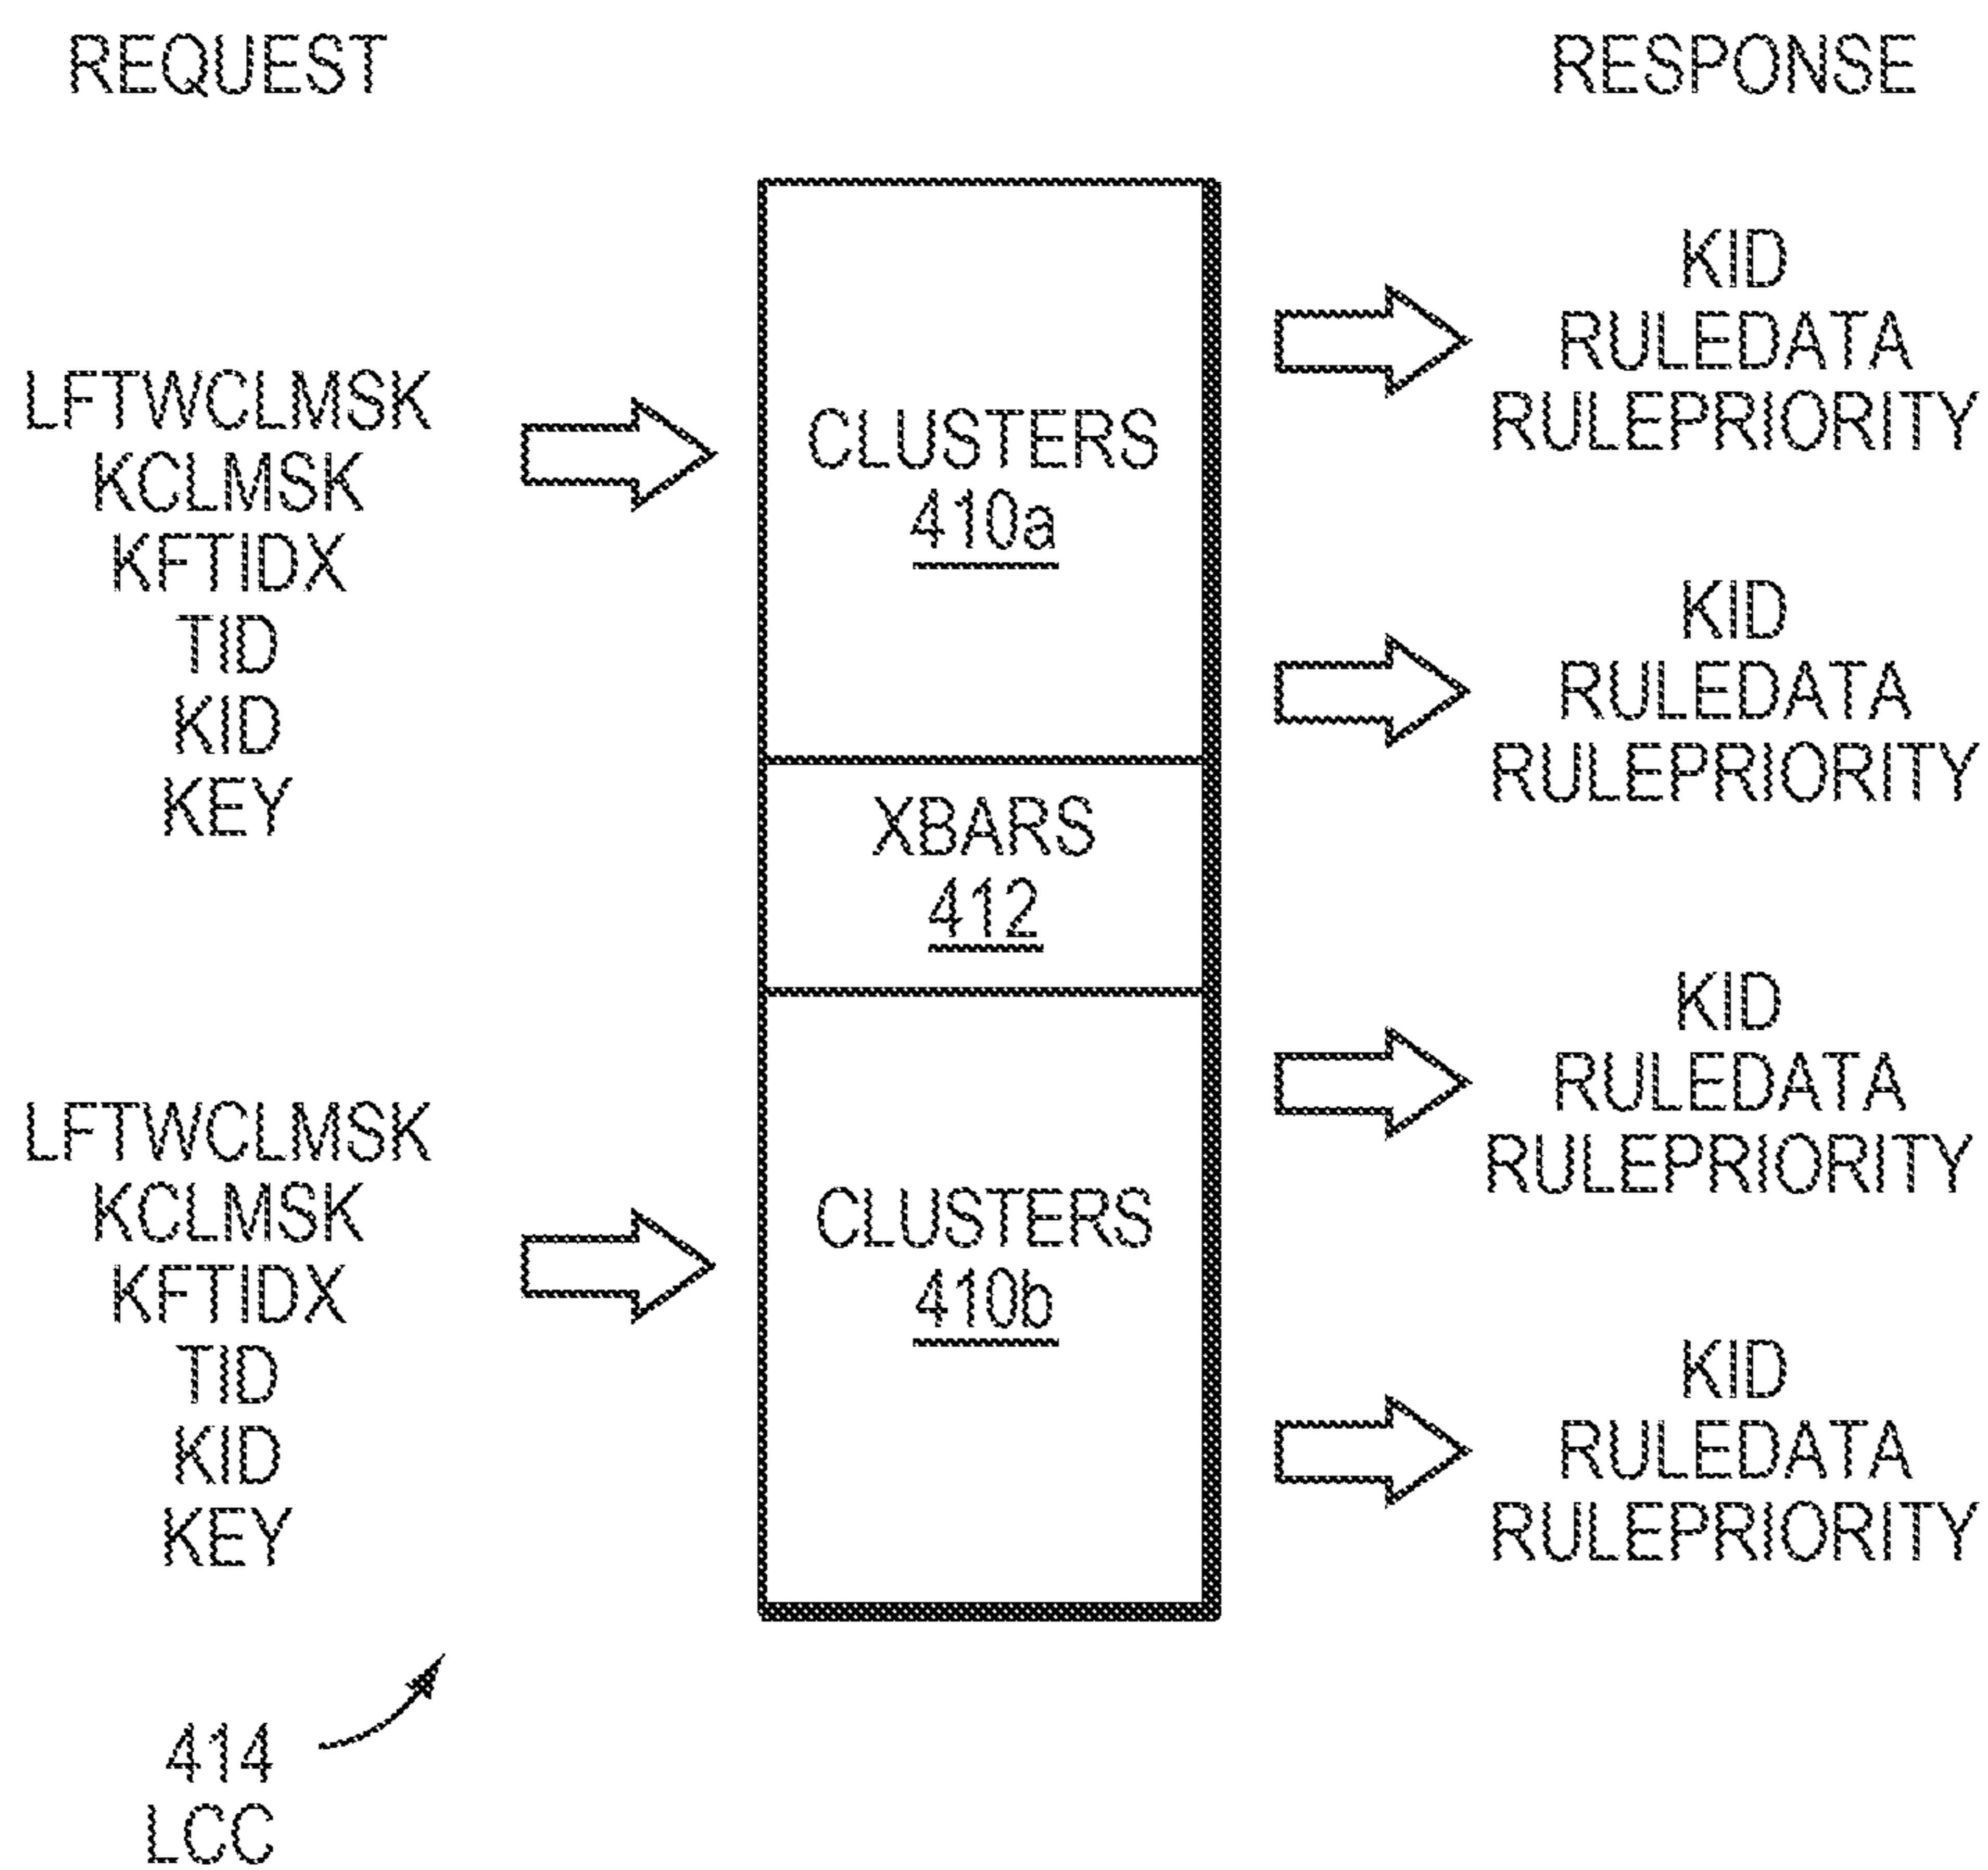 REQUEST
RESPONSE
LFTWCLMSK
KCLMSK
KFTIDX
TID
KID
KEY
LFTWCLMSK
KCLMSK
KFTIDX
TID
KID
KEY
414
LCC
CLUSTERS
410a
XBARS
412
CLUSTERS
410b
KID
RULEDATA
RULEPRIORITY
KID
RULEDATA
RULEPRIORITY
KID
RULEDATA
RULEPRIORITY
KID
RULEDATA
RULEPRIORITY